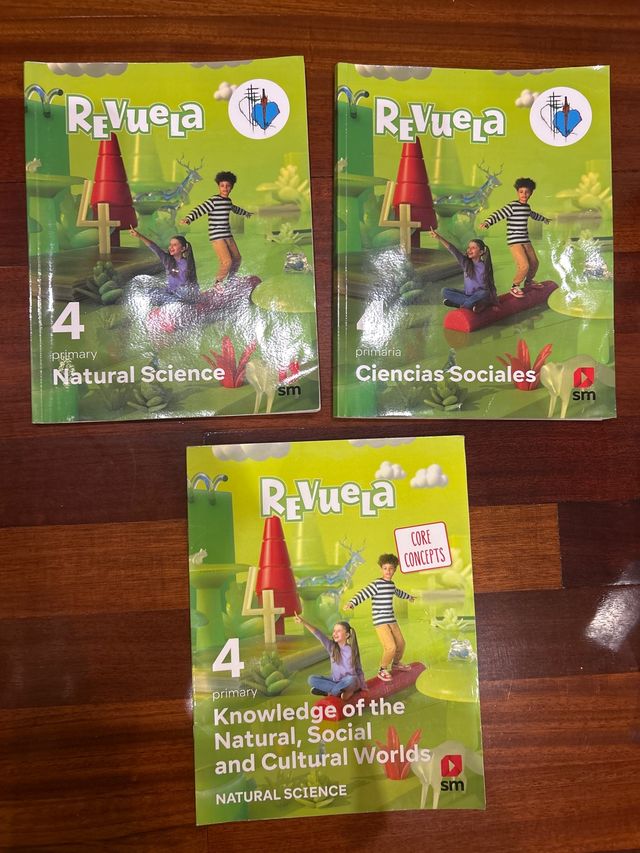 REVUELA
4
primary
Natural Science
sm
REVUELA
4
primaria
Ciencias Sociales
sm
REVUELA
CORE
CONCEPTS
4
primary
Knowledge of the
Natural, Social
and Cultural Worlds
NATURAL SCIENCE
sm